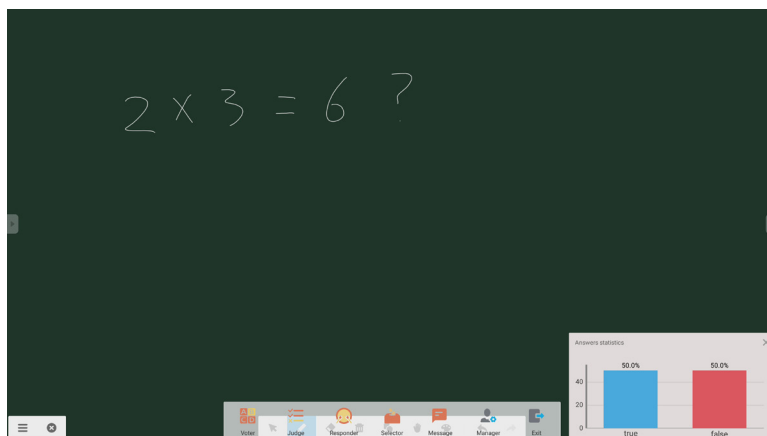 2 × 3 = 6 ?
Answers statistics
50.0% 50.0%
40
20
0
true false
Voter Judge Responder Selector Message Manager Exit